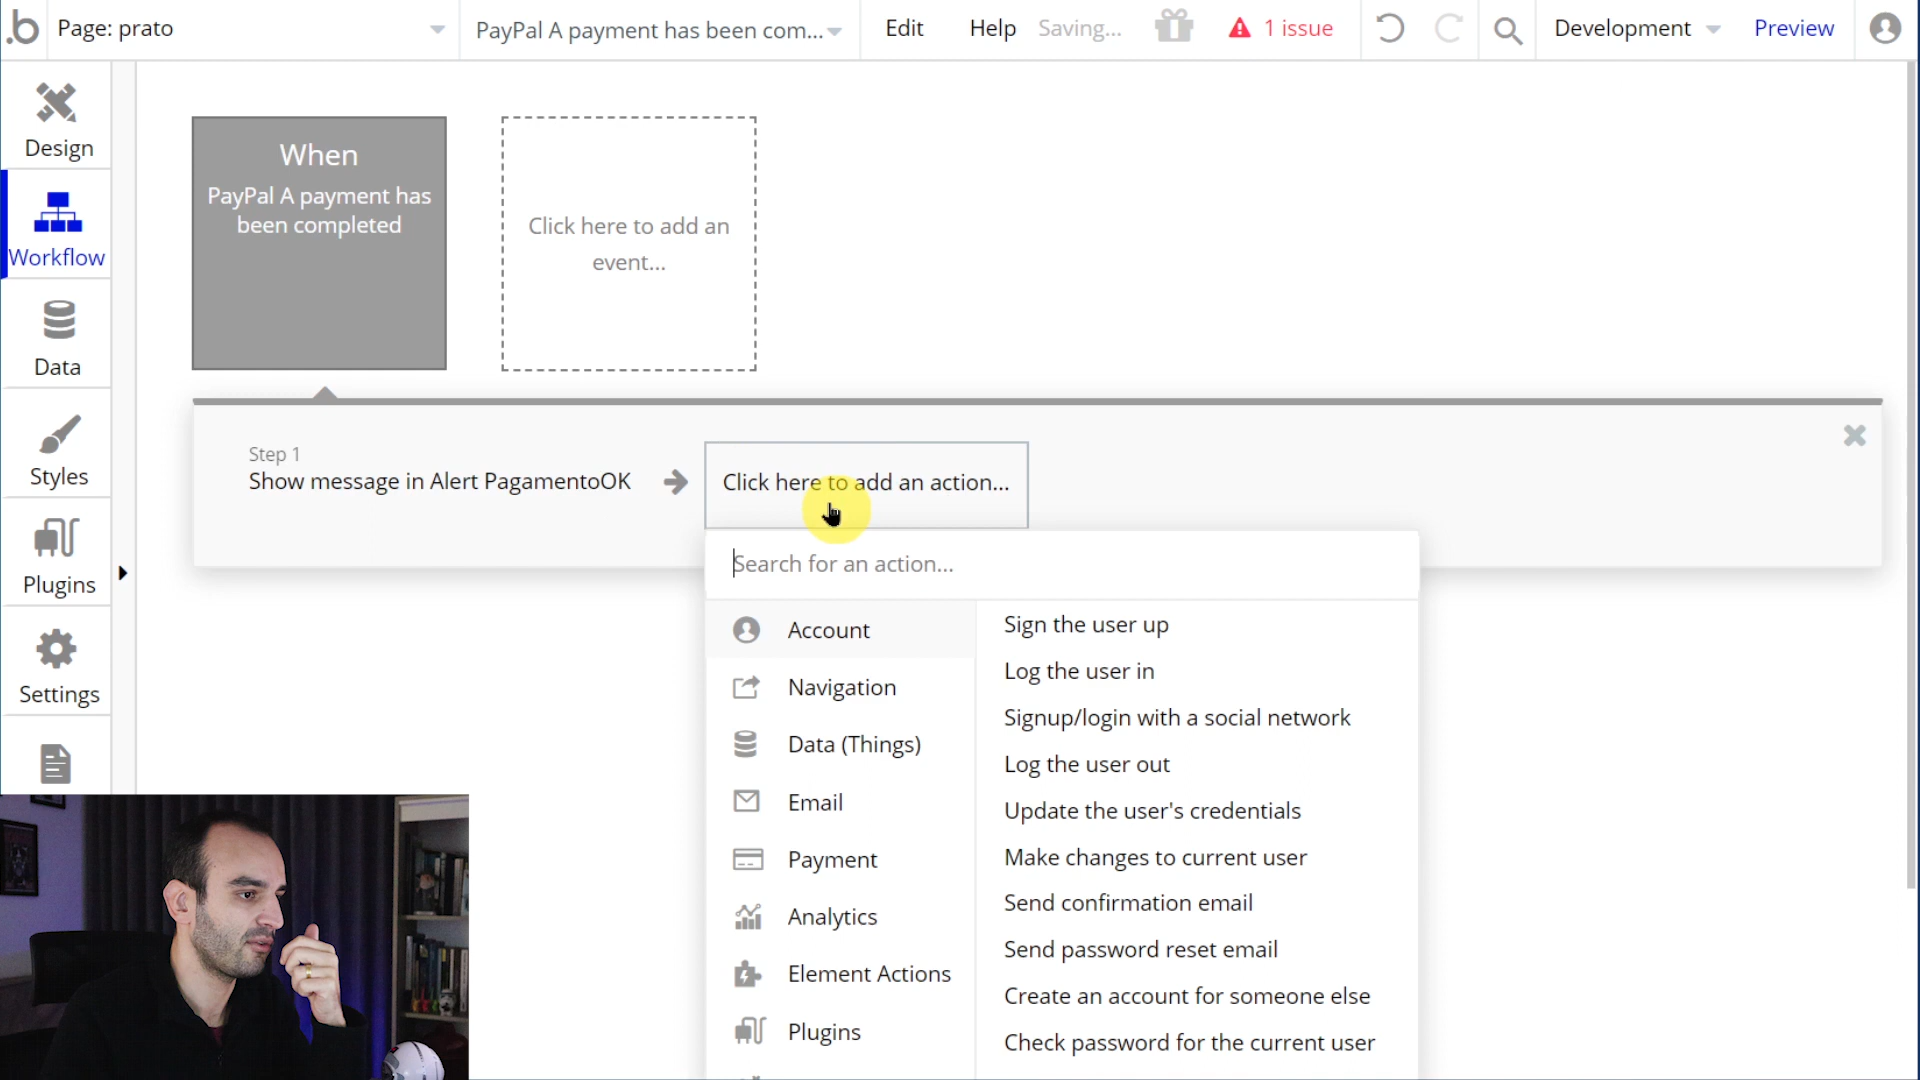 .b
Page: prato
PayPal A payment has been com...
Edit
Help
Saving...
1 issue
Development
Preview
Design
Workflow
Data
Styles
Plugins
Settings
When
PayPal A payment has
been completed
Click here to add an
event...
Step 1
Show message in Alert PagamentoOK
Click here to add an action...
Search for an action...
Account
Navigation
Data (Things)
Email
Payment
Analytics
Element Actions
Plugins
Sign the user up
Log the user in
Signup/login with a social network
Log the user out
Update the user's credentials
Make changes to current user
Send confirmation email
Send password reset email
Create an account for someone else
Check password for the current user